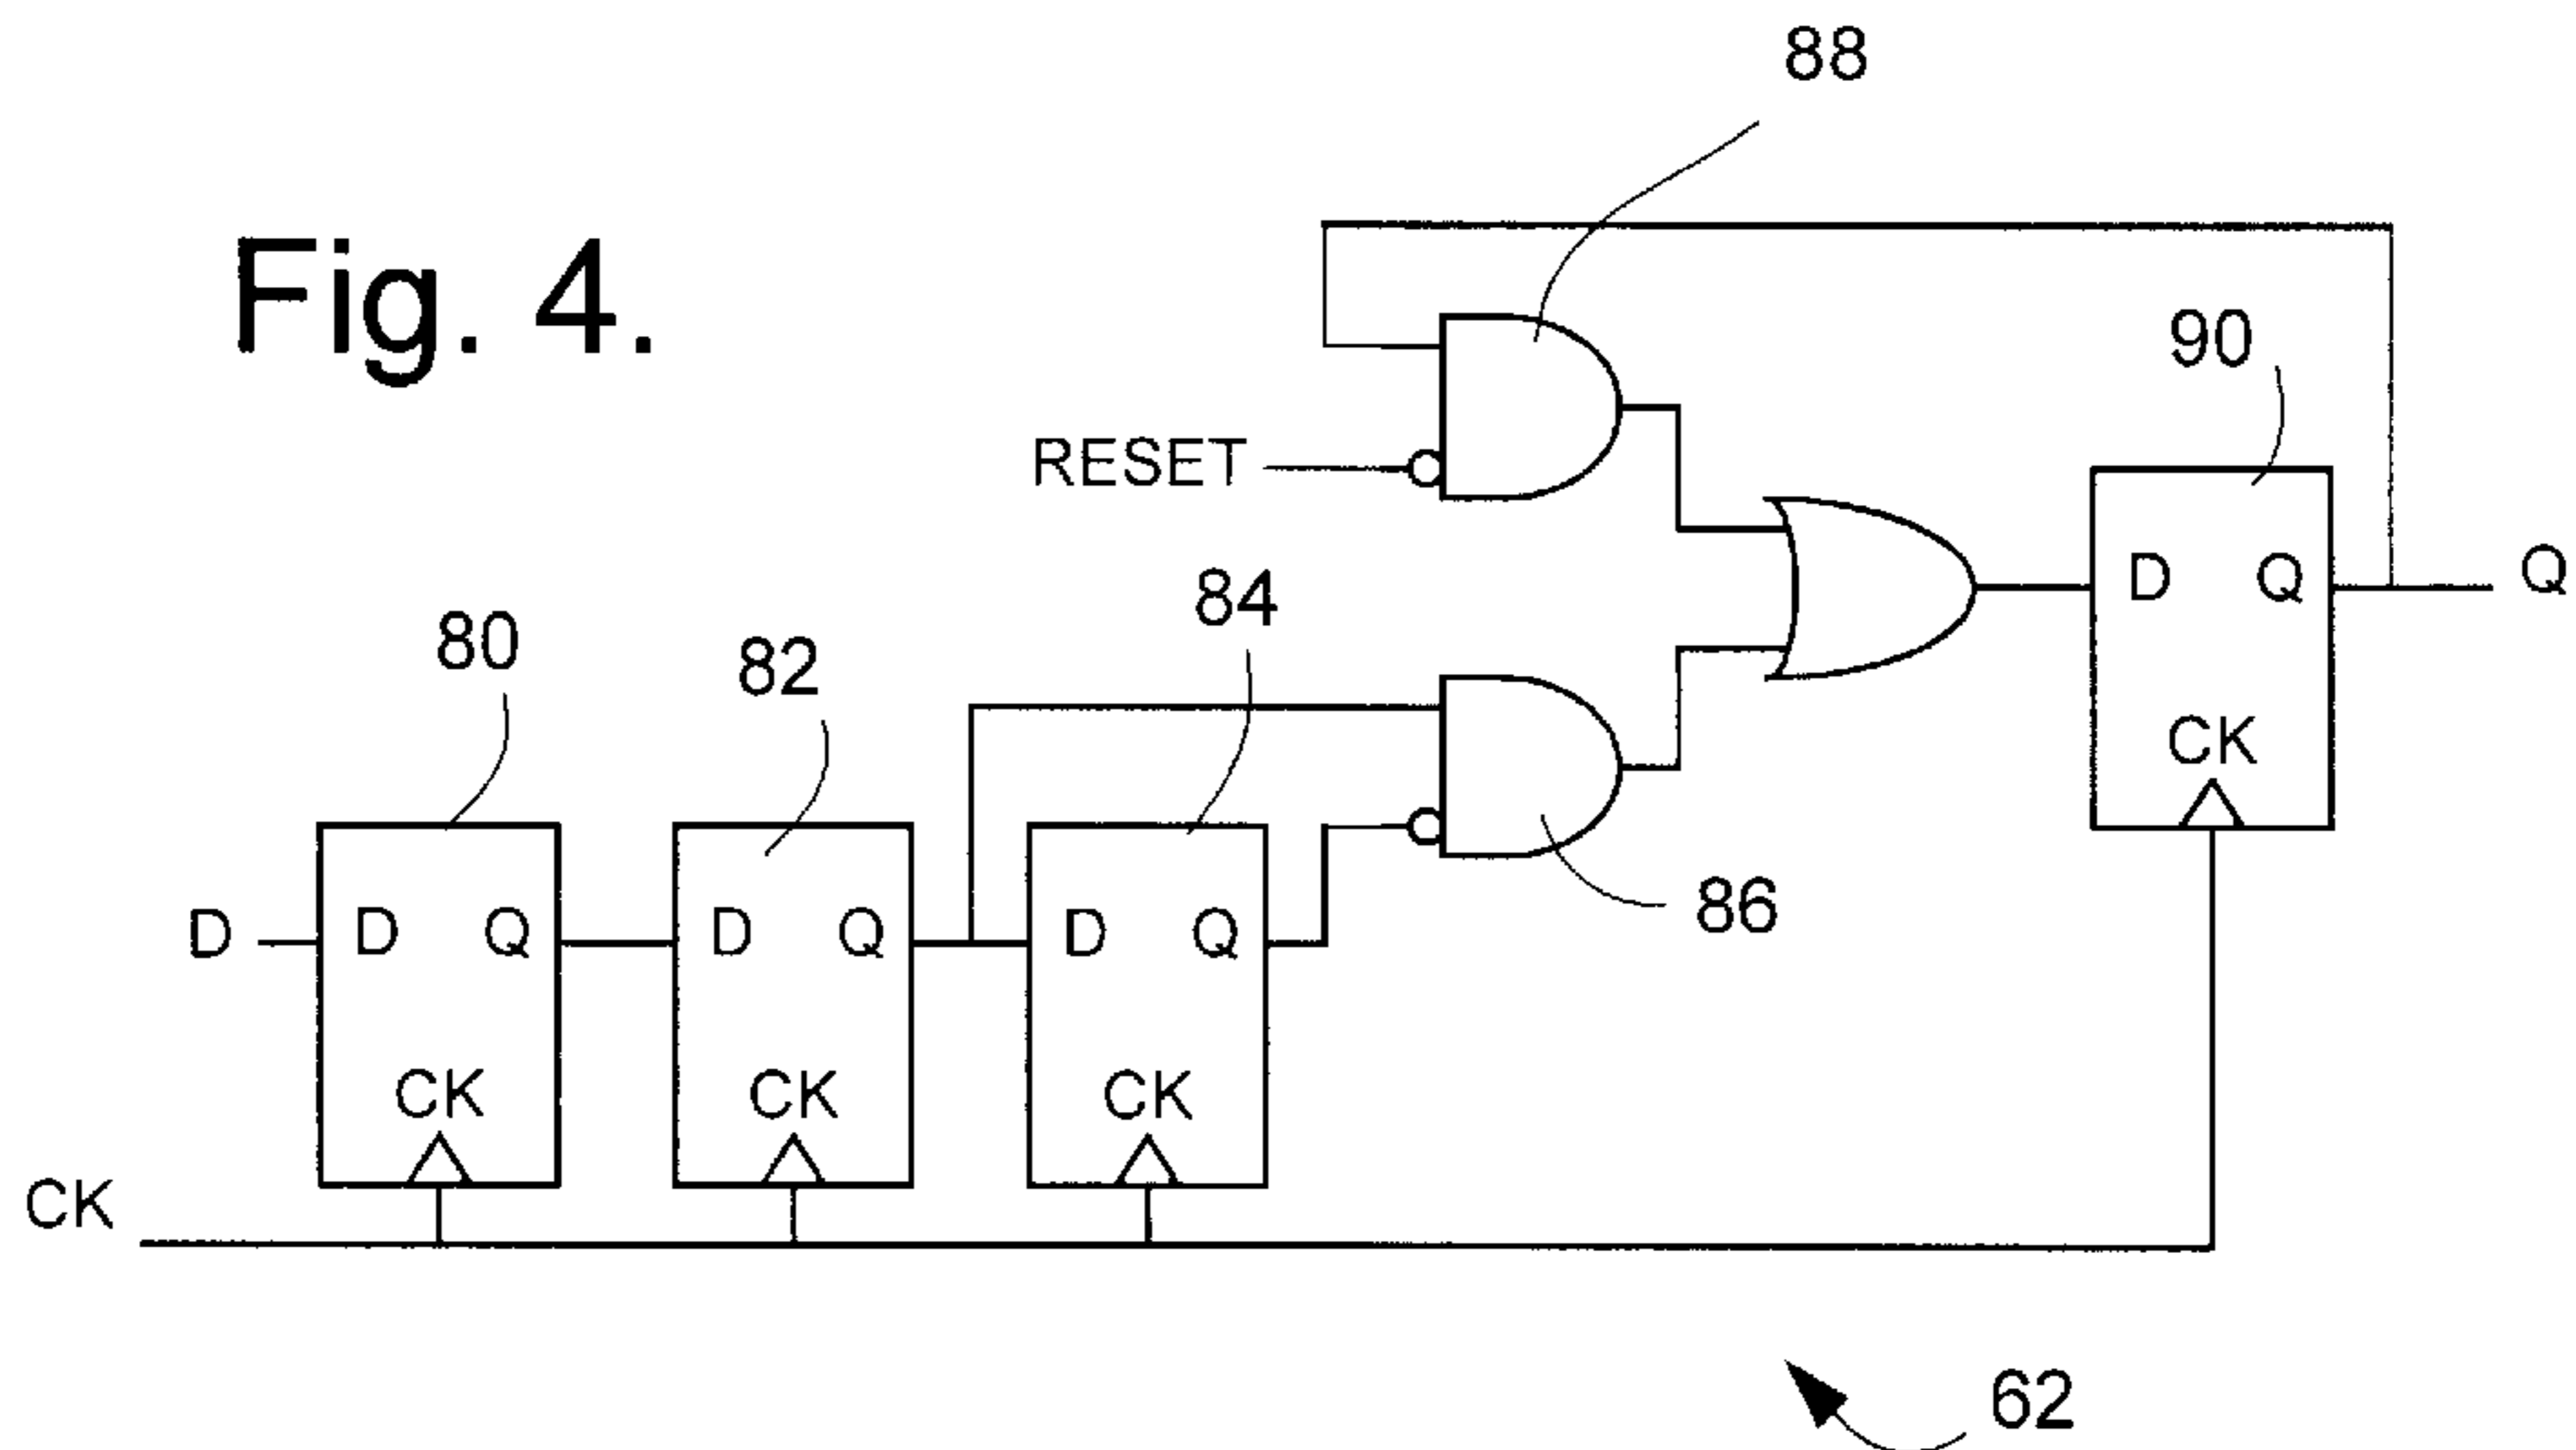 88
Fig. 4.
90
RESET
84
D Q Q
80
82
CK
86
D D Q D Q D Q
CK CK CK
CK
62